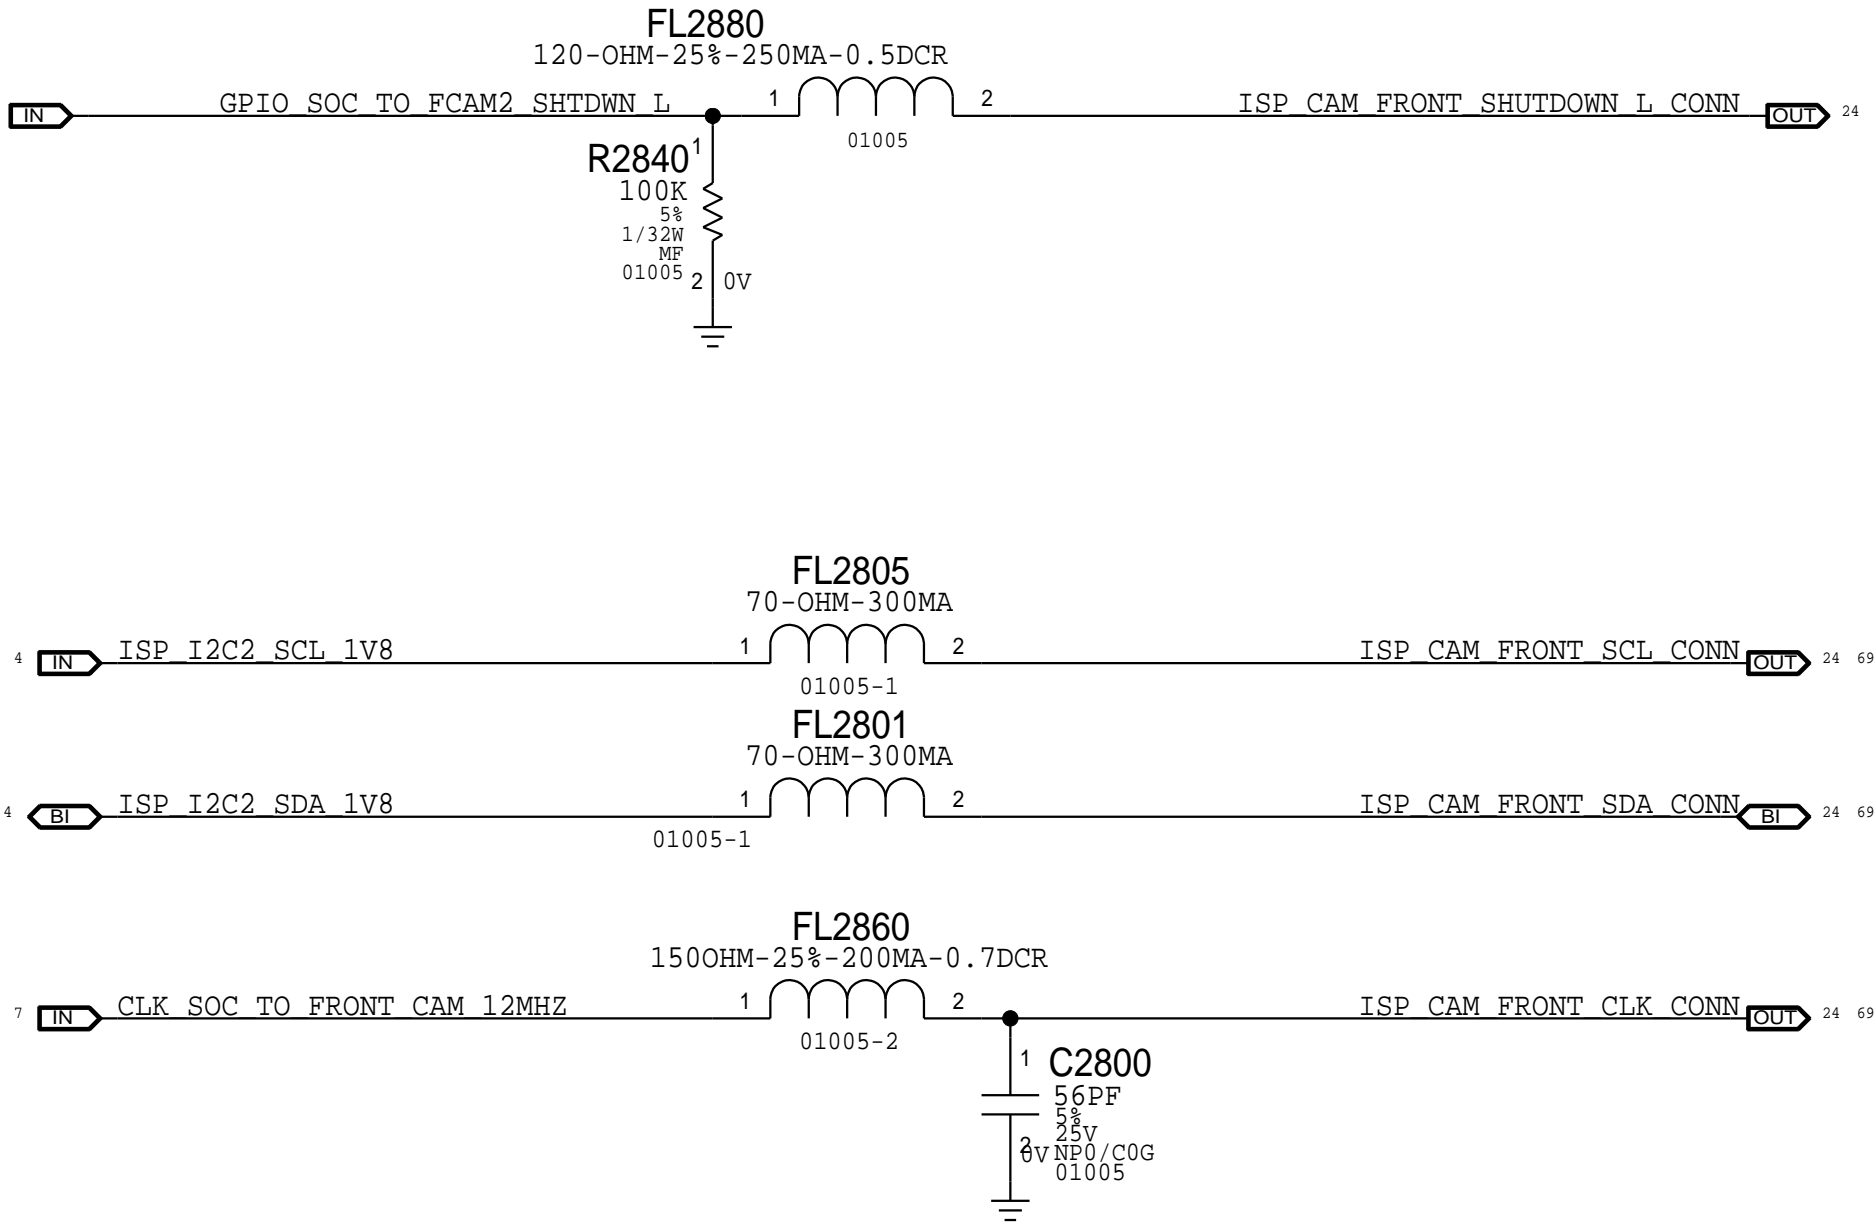 FL2880
120-OHM-25%-250MA-0.5DCR
IN GPIO_SOC_TO_FCAM2_SHTDWN_L 1 2 ISP_CAM_FRONT_SHUTDOWN_L_CONN OUT 24
01005
R2840 1
100K
5%
1/32W
MF
01005 2 0V
FL2805
70-OHM-300MA
4 IN ISP_I2C2_SCL_1V8 1 2 ISP_CAM_FRONT_SCL_CONN OUT 24 69
01005-1
FL2801
70-OHM-300MA
4 BI ISP_I2C2_SDA_1V8 1 2 ISP_CAM_FRONT_SDA_CONN BI 24 69
01005-1
FL2860
150OHM-25%-200MA-0.7DCR
7 IN CLK_SOC_TO_FRONT_CAM_12MHZ 1 2 ISP_CAM_FRONT_CLK_CONN OUT 24 69
01005-2
1 C2800
56PF
5%
25V
2 0V NP0/C0G
01005